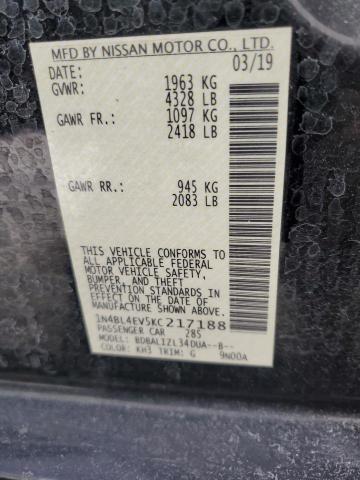 MFD BY NISSAN MOTOR CO., LTD.
DATE: 03/19
GVWR: 1963 KG
4328 LB
GAWR FR.: 1097 KG
2418 LB
GAWR RR.: 945 KG
2083 LB
THIS VEHICLE CONFORMS TO
ALL APPLICABLE FEDERAL
MOTOR VEHICLE SAFETY,
BUMPER, AND THEFT
PREVENTION STANDARDS IN
EFFECT ON THE DATE OF
MANUFACTURE SHOWN ABOVE.
1N4BL4EV5KC217188
PASSENGER CAR 285
MODEL: BDBALIZL34DUA--B--
COLOR: KH3 TRIM: G 9N00A